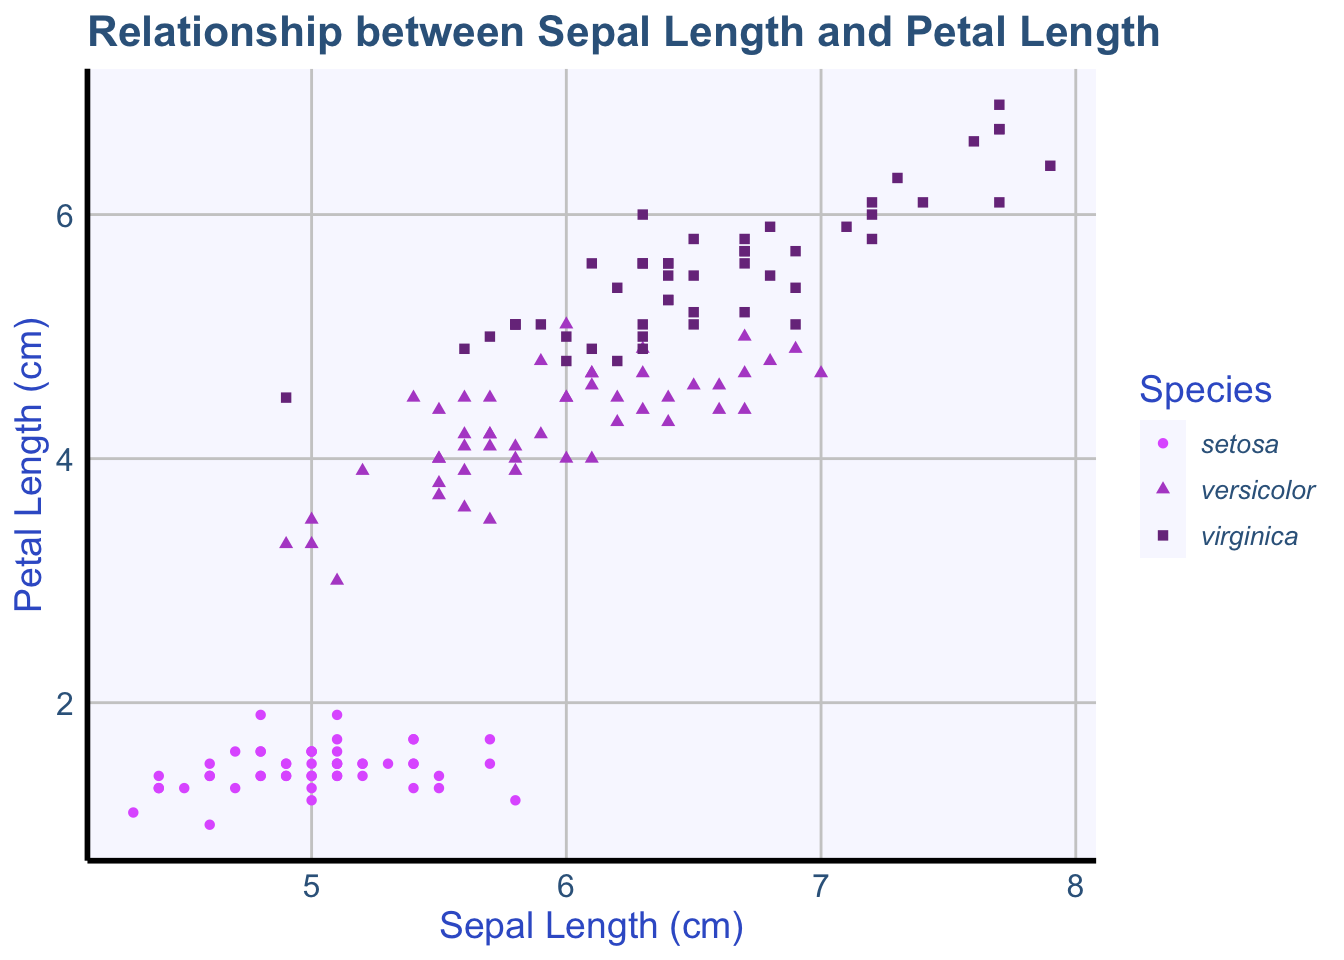 Relationship between Sepal Length and Petal Length
Petal Length (cm)
6
4
2
5 6 7 8
Sepal Length (cm)
Species
setosa
versicolor
virginica